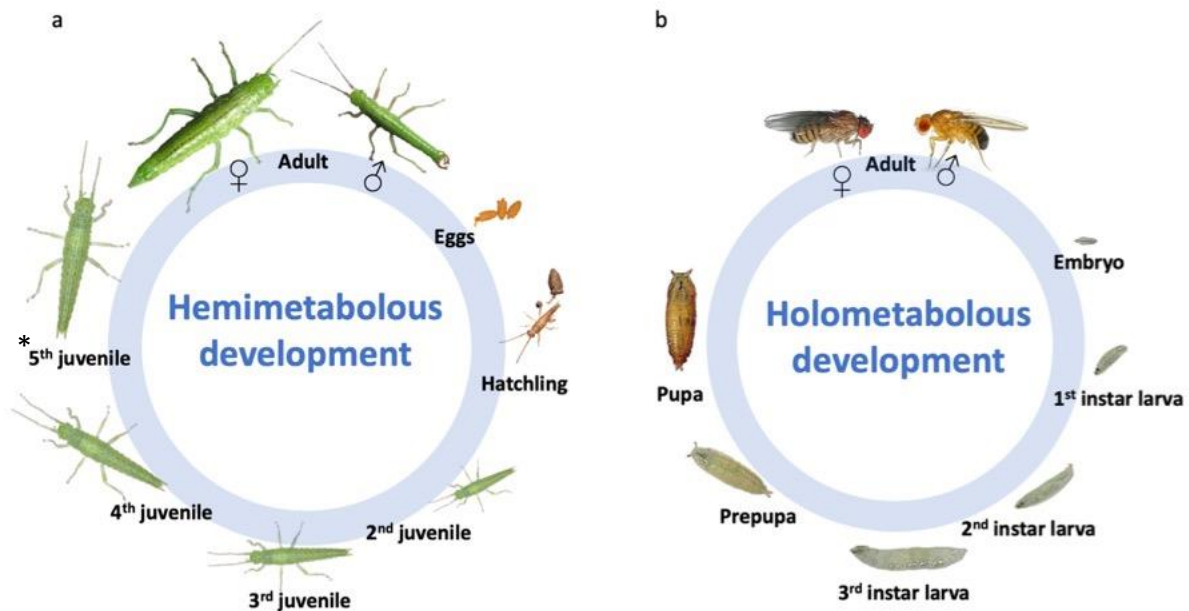 a
Adult
♀
♂
Eggs
Hatchling
2nd juvenile
3rd juvenile
4th juvenile
* 5th juvenile
Hemimetabolous
development
b
Adult
♀
♂
Embryo
1st instar larva
2nd instar larva
3rd instar larva
Prepupa
Pupa
Holometabolous
development